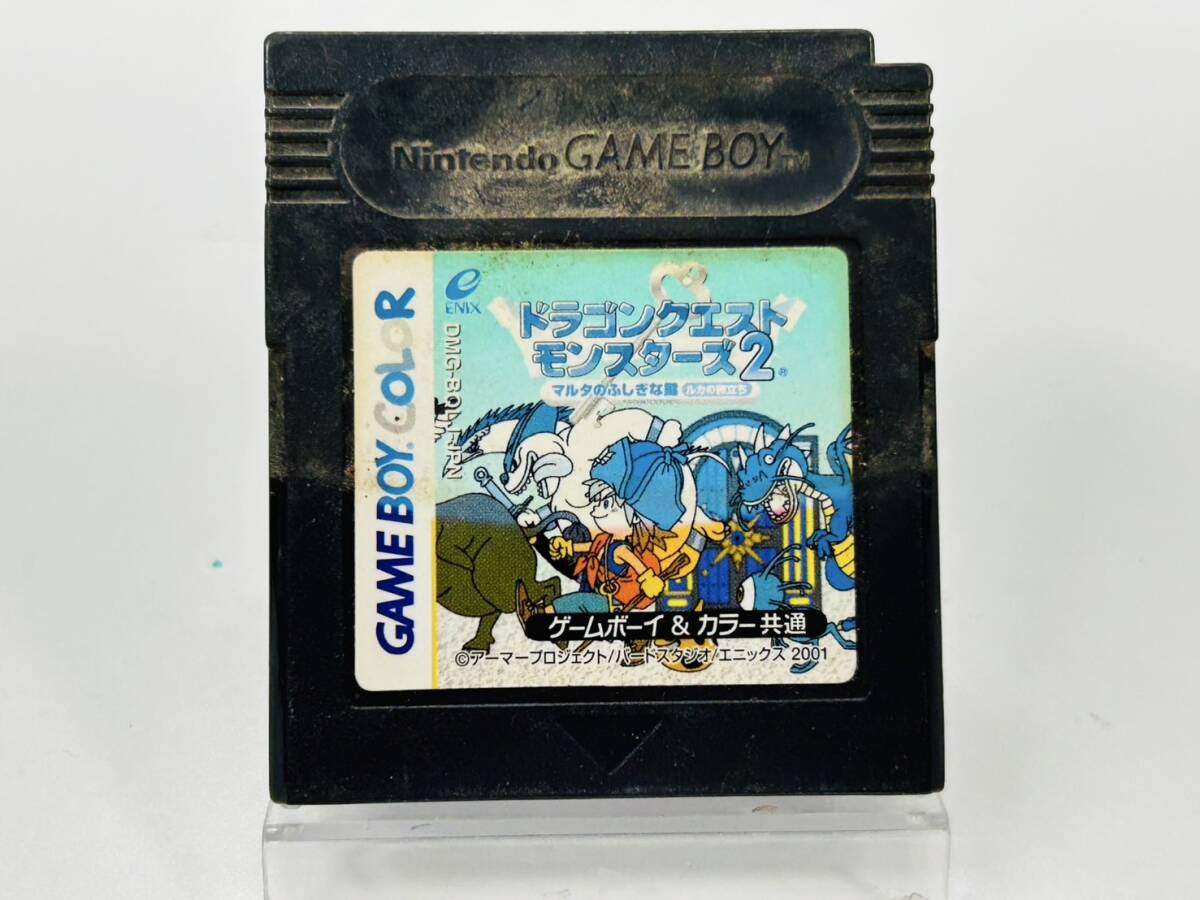 Nintendo GAME BOY TM
GAME BOY COLOR
ENIX
ドラゴンクエスト
モンスターズ2®
マルタのふしぎな鍵 ルカの旅立ち
ゲームボーイ & カラー共通
©アーマープロジェクト/バードスタジオ/エニックス 2001